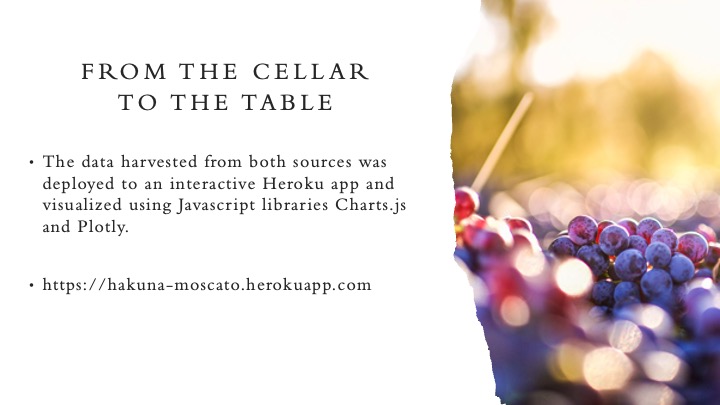 FROM THE CELLAR
TO THE TABLE
• The data harvested from both sources was
deployed to an interactive Heroku app and
visualized using Javascript libraries Charts.js
and Plotly.
• https://hakuna-moscato.herokuapp.com